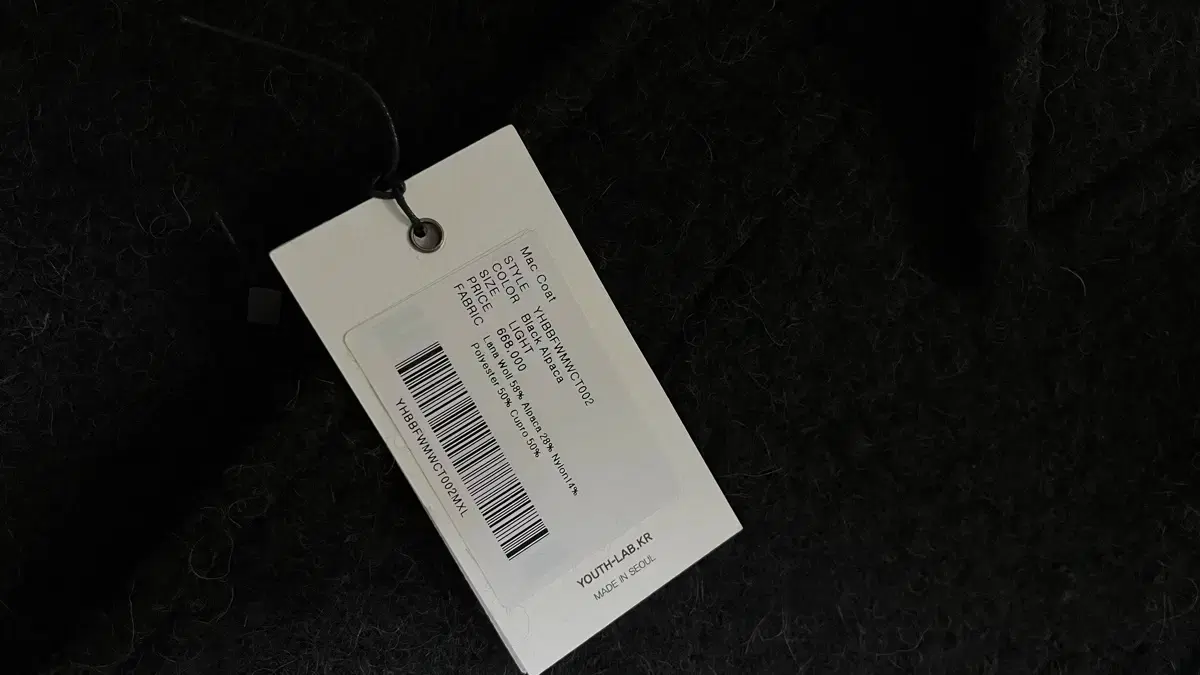 Mac Coat
STYLE YHBBFWMWCT002
COLOR Black Alpaca
SIZE LIGHT
PRICE 668,000
FABRIC Lana Woll 58% Alpaca 28% Nylon14%
Polyester 50% Cupro 50%
YHBBFWMWCT002MXL
YOUTH-LAB.KR
MADE IN SEOUL